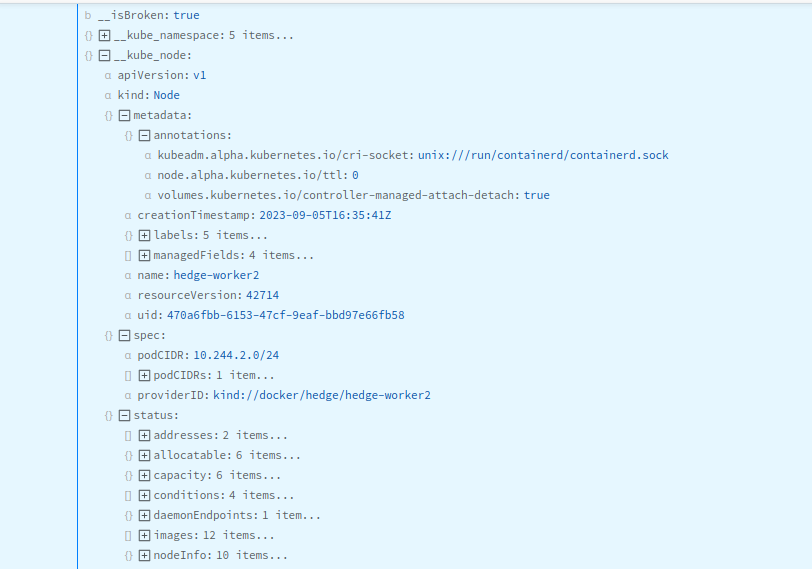 b __isBroken: true
{} + __kube_namespace: 5 items...
{} − __kube_node:
α apiVersion: v1
α kind: Node
{} − metadata:
{} − annotations:
α kubeadm.alpha.kubernetes.io/cri-socket: unix:///run/containerd/containerd.sock
α node.alpha.kubernetes.io/ttl: 0
α volumes.kubernetes.io/controller-managed-attach-detach: true
α creationTimestamp: 2023-09-05T16:35:41Z
{} + labels: 5 items...
[] + managedFields: 4 items...
α name: hedge-worker2
α resourceVersion: 42714
α uid: 470a6fbb-6153-47cf-9eaf-bbd97e66fb58
{} − spec:
α podCIDR: 10.244.2.0/24
[] + podCIDRs: 1 item...
α providerID: kind://docker/hedge/hedge-worker2
{} − status:
[] + addresses: 2 items...
{} + allocatable: 6 items...
{} + capacity: 6 items...
[] + conditions: 4 items...
{} + daemonEndpoints: 1 item...
[] + images: 12 items...
{} + nodeInfo: 10 items...